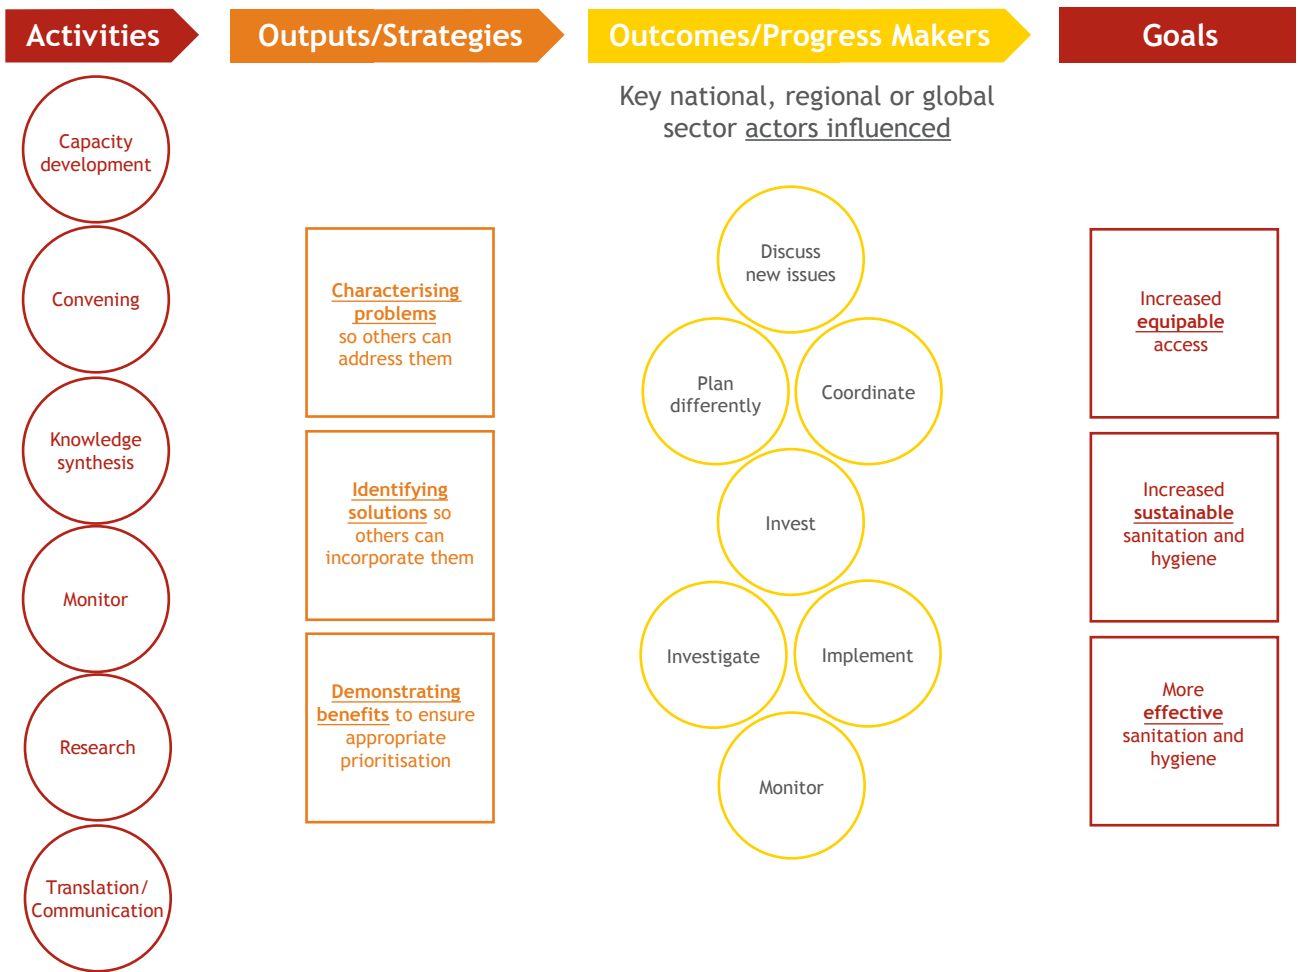 Activities
Outputs/Strategies
Outcomes/Progress Makers
Goals
Capacity
development
Convening
Knowledge
synthesis
Monitor
Research
Translation/
Communication
Characterising
problems
so others can
address them
Identifying
solutions so
others can
incorporate them
Demonstrating
benefits to ensure
appropriate
prioritisation
Key national, regional or global
sector actors influenced
Discuss
new issues
Plan
differently
Coordinate
Invest
Investigate
Implement
Monitor
Increased
equipable
access
Increased
sustainable
sanitation and
hygiene
More
effective
sanitation and
hygiene